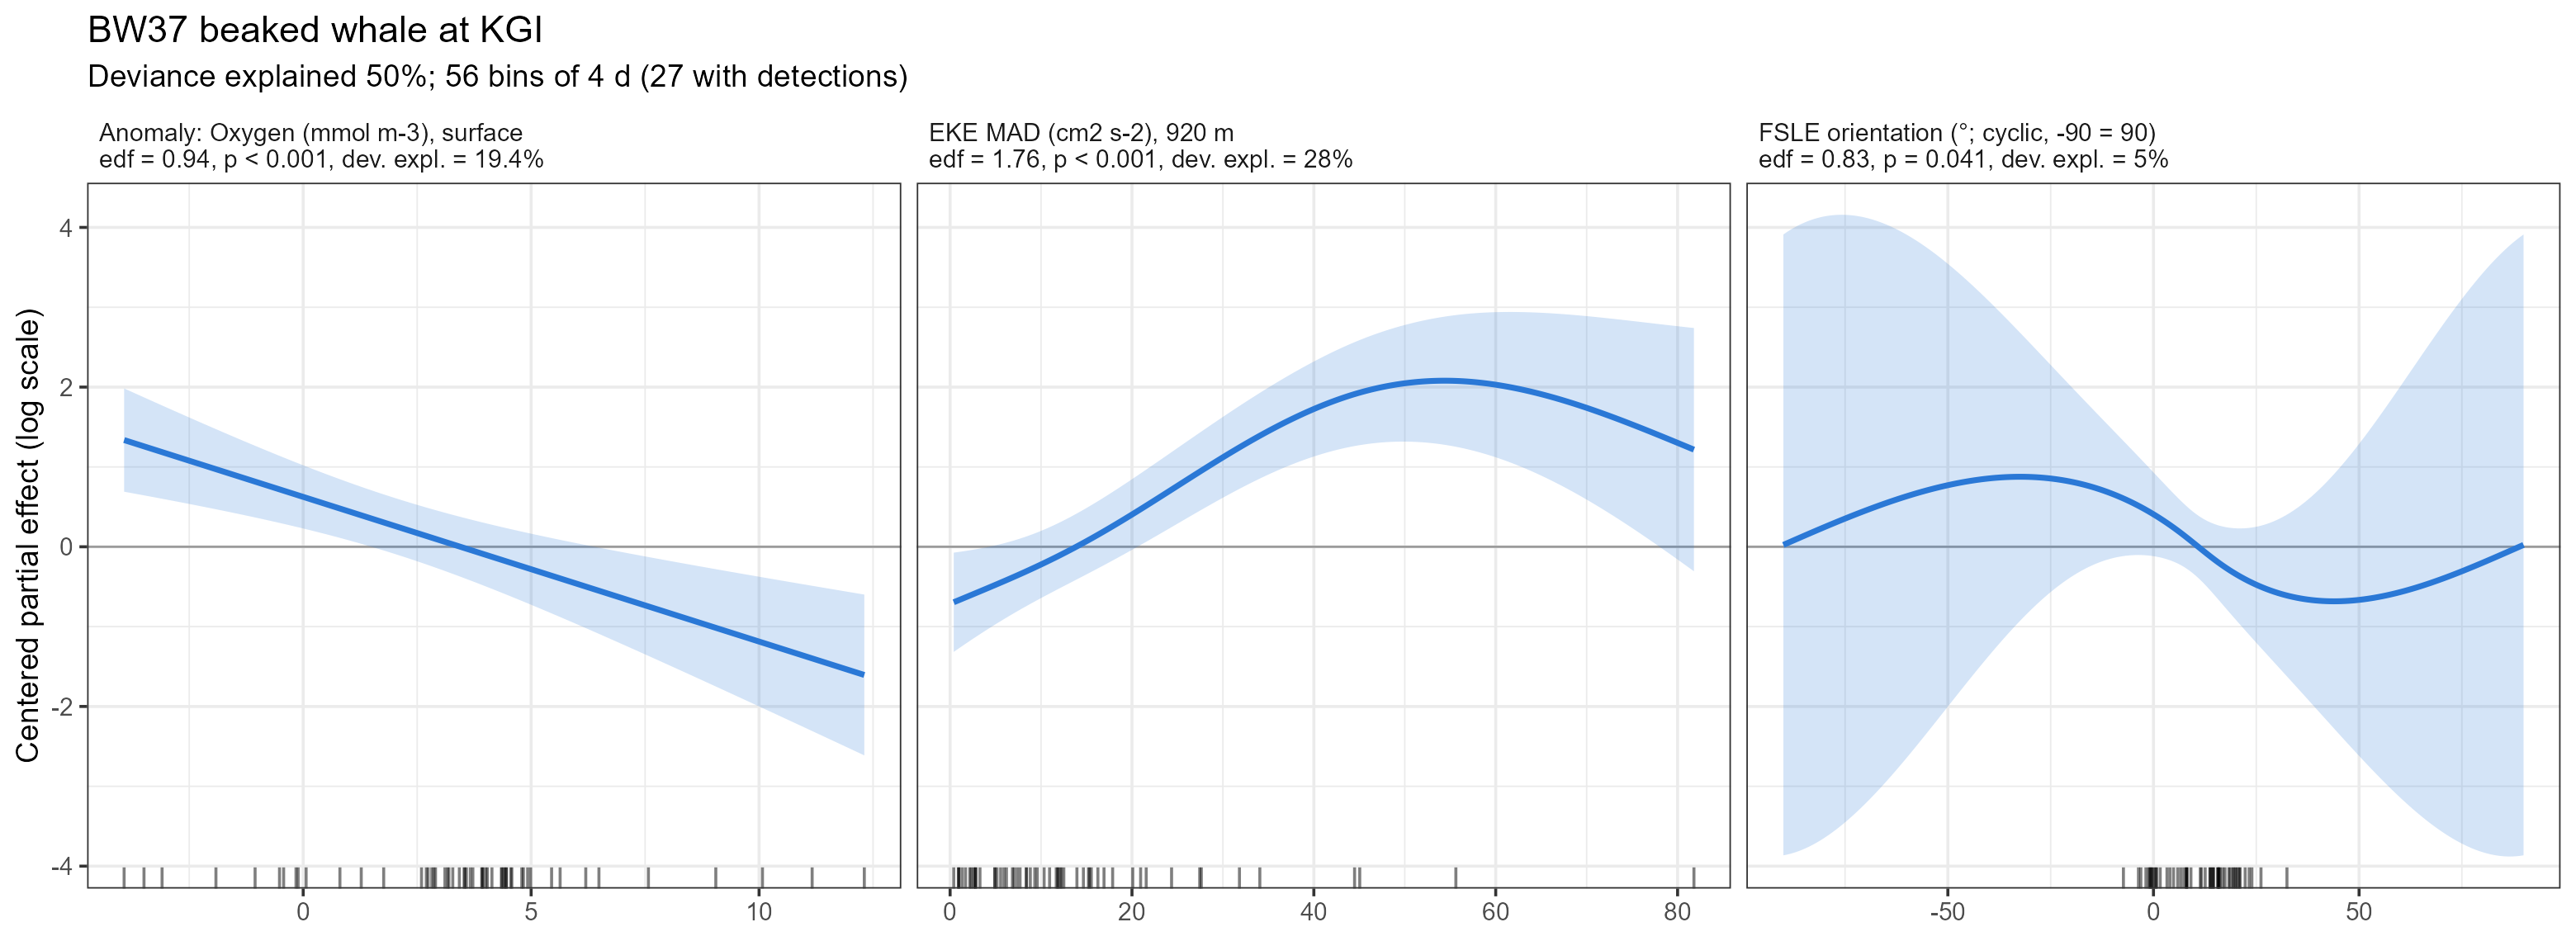 BW37 beaked whale at KGI
Deviance explained 50%; 56 bins of 4 d (27 with detections)
Anomaly: Oxygen (mmol m-3), surface
edf = 0.94, p < 0.001, dev. expl. = 19.4%
EKE MAD (cm2 s-2), 920 m
edf = 1.76, p < 0.001, dev. expl. = 28%
FSLE orientation (°; cyclic, -90 = 90)
edf = 0.83, p = 0.041, dev. expl. = 5%
Centered partial effect (log scale)
4
2
0
-2
-4
0 5 10
0 20 40 60 80
-50 0 50